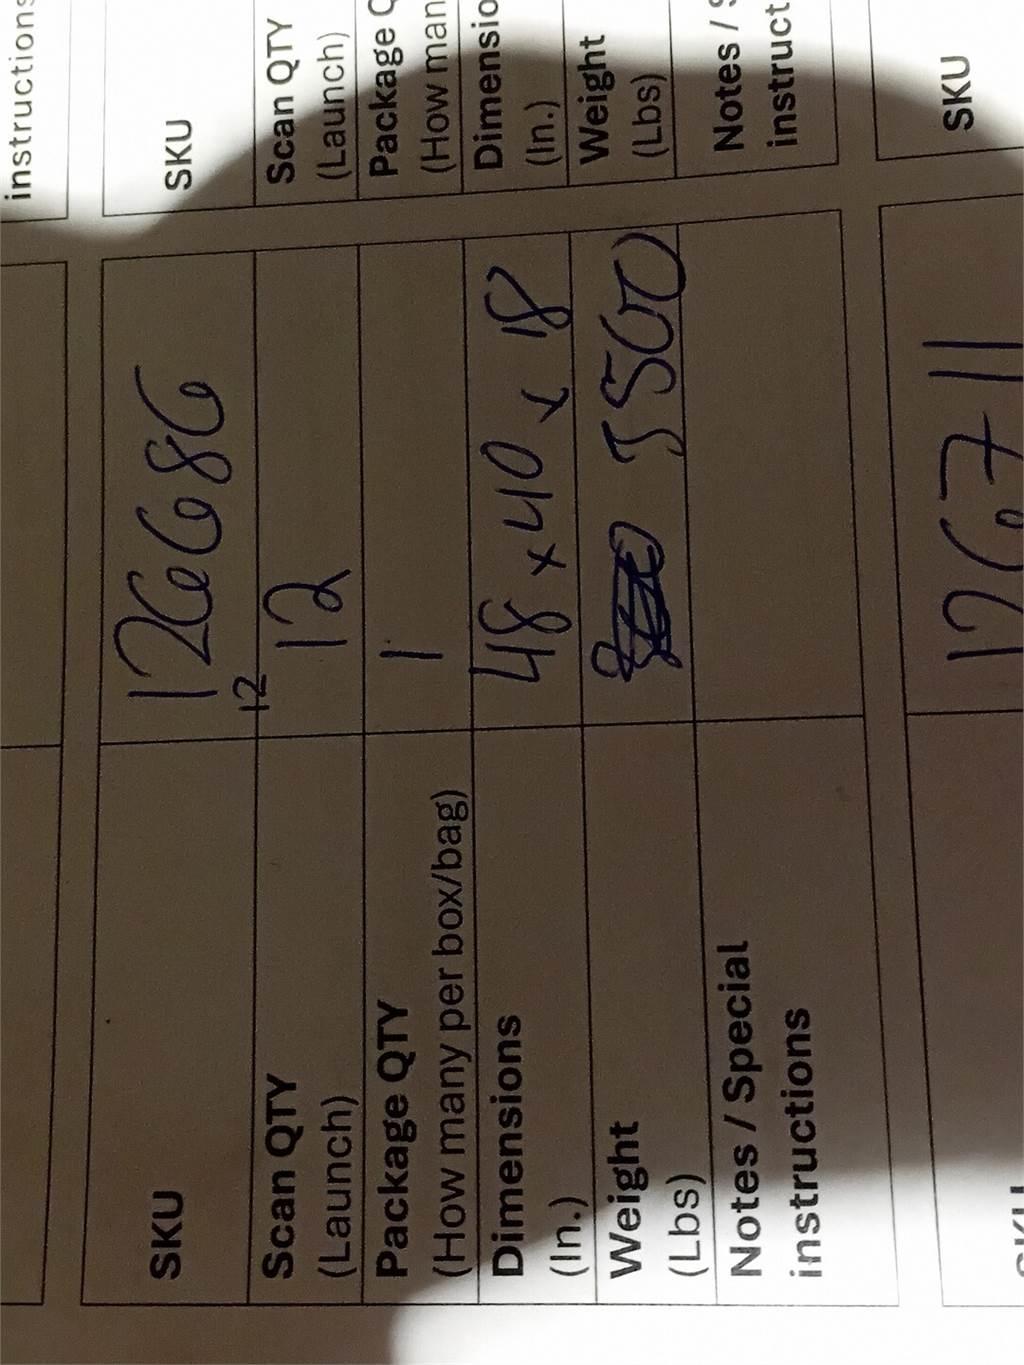 instructions
SKU 126686
12
Scan QTY 12
(Launch)
Package QTY 1
(How many per box/bag)
Dimensions 48 x 40 x 18
(In.)
Weight 5500
(Lbs)
Notes / Special
instructions
SKU
Scan QTY
(Launch)
Package Q
(How man
Dimensio
(In.)
Weight
(Lbs)
Notes / S
instruct
126711
SKU